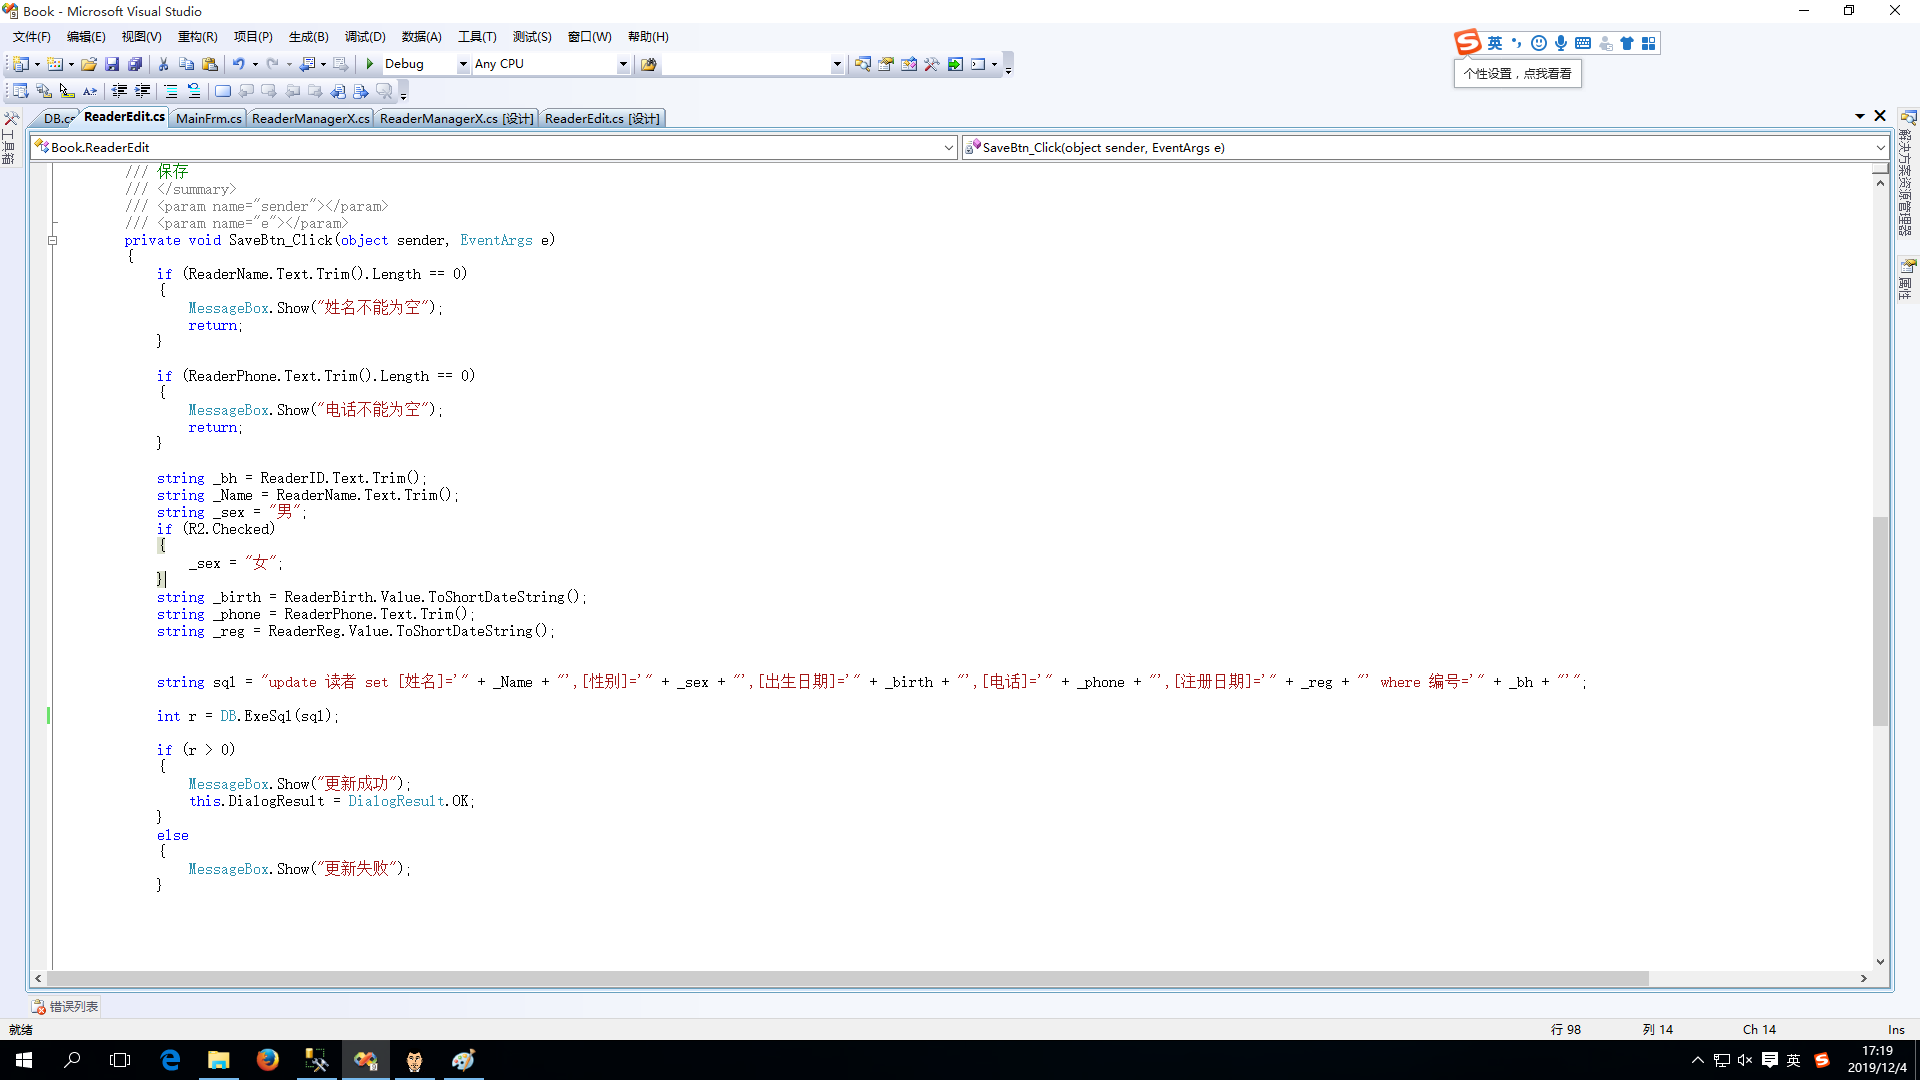 Book - Microsoft Visual Studio
文件(F) 编辑(E) 视图(V) 重构(R) 项目(P) 生成(B) 调试(D) 数据(A) 工具(T) 测试(S) 窗口(W) 帮助(H)
英
个性设置，点我看看
Debug Any CPU
DB.cs ReaderEdit.cs MainFrm.cs ReaderManagerX.cs ReaderManagerX.cs [设计] ReaderEdit.cs [设计]
工具箱
Book.ReaderEdit SaveBtn_Click(object sender, EventArgs e)
解决方案资源管理器
属性
/// 保存
/// </summary>
/// <param name="sender"></param>
/// <param name="e"></param>
private void SaveBtn_Click(object sender, EventArgs e)
{
if (ReaderName.Text.Trim().Length == 0)
{
MessageBox.Show("姓名不能为空");
return;
}
if (ReaderPhone.Text.Trim().Length == 0)
{
MessageBox.Show("电话不能为空");
return;
}
string _bh = ReaderID.Text.Trim();
string _Name = ReaderName.Text.Trim();
string _sex = "男";
if (R2.Checked)
{
_sex = "女";
}
string _birth = ReaderBirth.Value.ToShortDateString();
string _phone = ReaderPhone.Text.Trim();
string _reg = ReaderReg.Value.ToShortDateString();
string sql = "update 读者 set [姓名]='" + _Name + "',[性别]='" + _sex + "',[出生日期]='" + _birth + "',[电话]='" + _phone + "',[注册日期]='" + _reg + "' where 编号='" + _bh + "'";
int r = DB.ExeSql(sql);
if (r > 0)
{
MessageBox.Show("更新成功");
this.DialogResult = DialogResult.OK;
}
else
{
MessageBox.Show("更新失败");
}
错误列表
就绪 行 98 列 14 Ch 14 Ins
英
17:19
2019/12/4